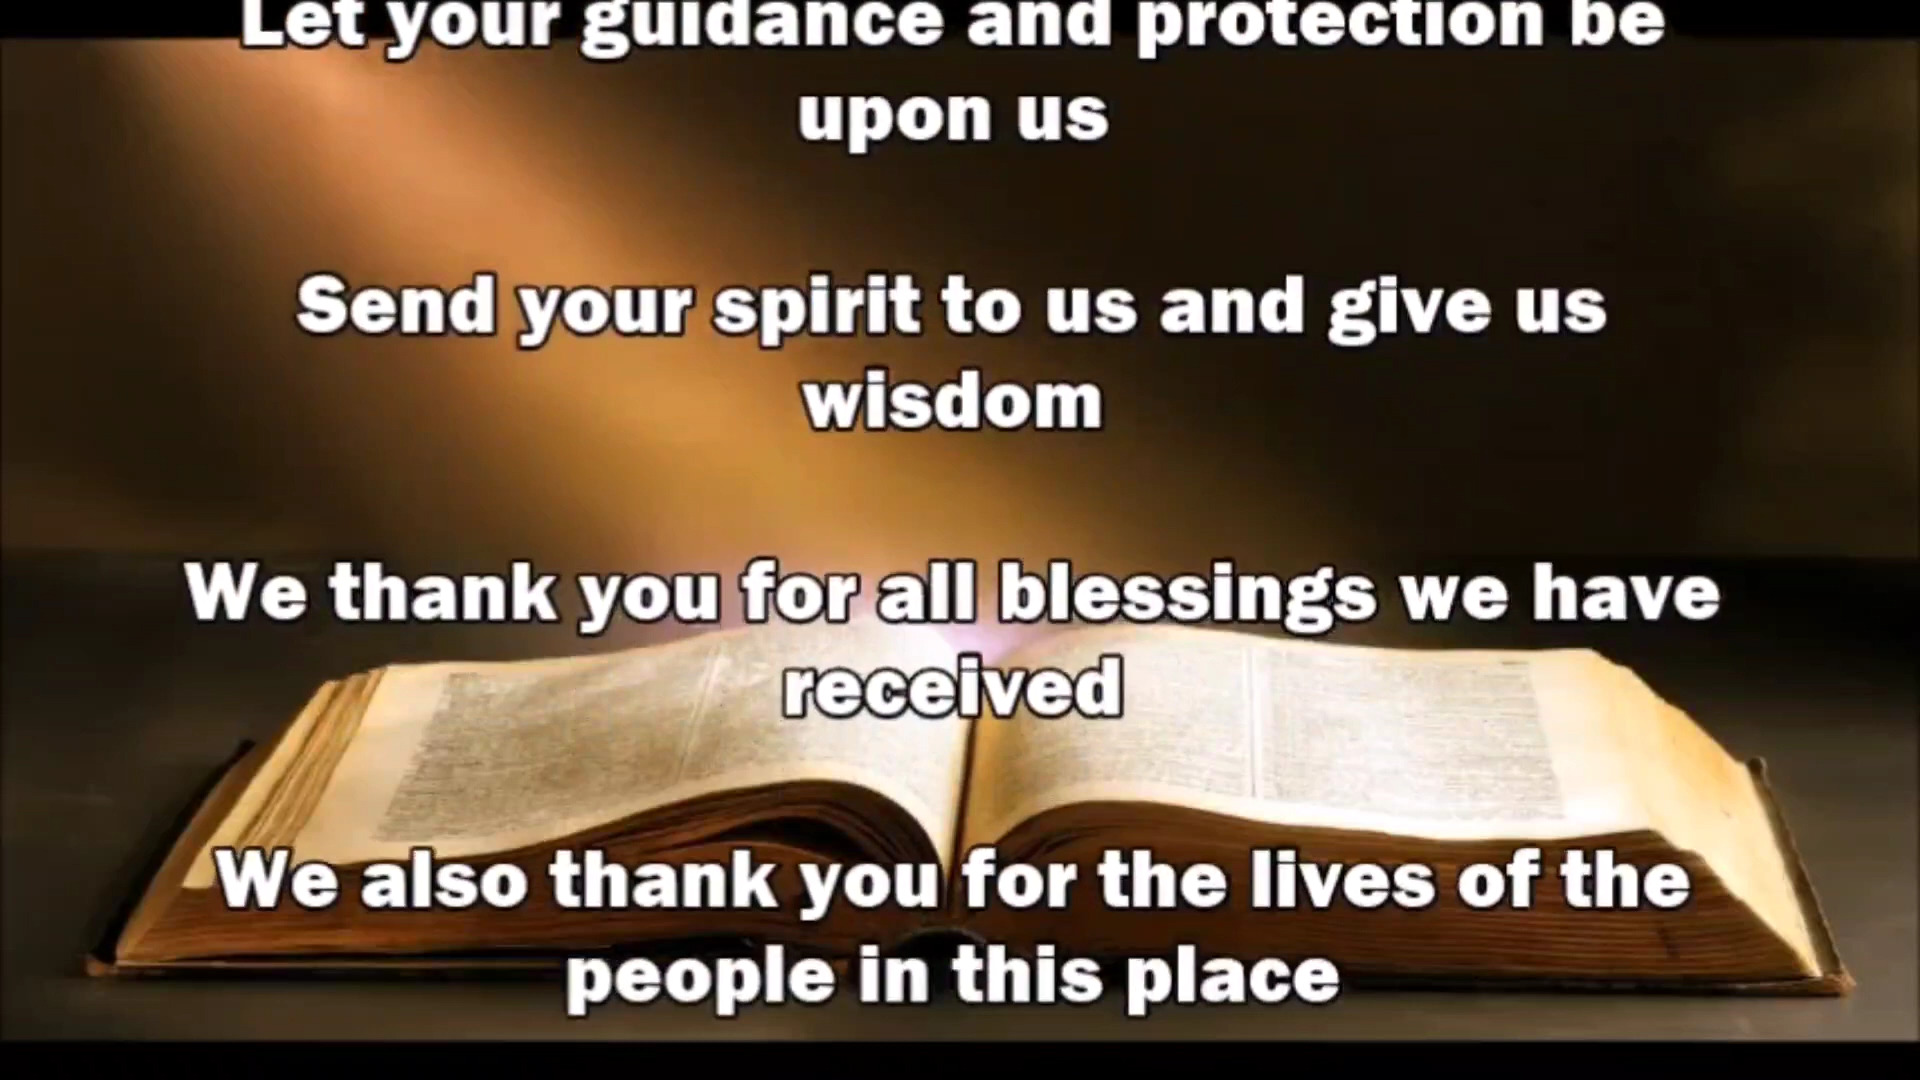 Let your guidance and protection be
upon us
Send your spirit to us and give us
wisdom
We thank you for all blessings we have
received
We also thank you for the lives of the
people in this place